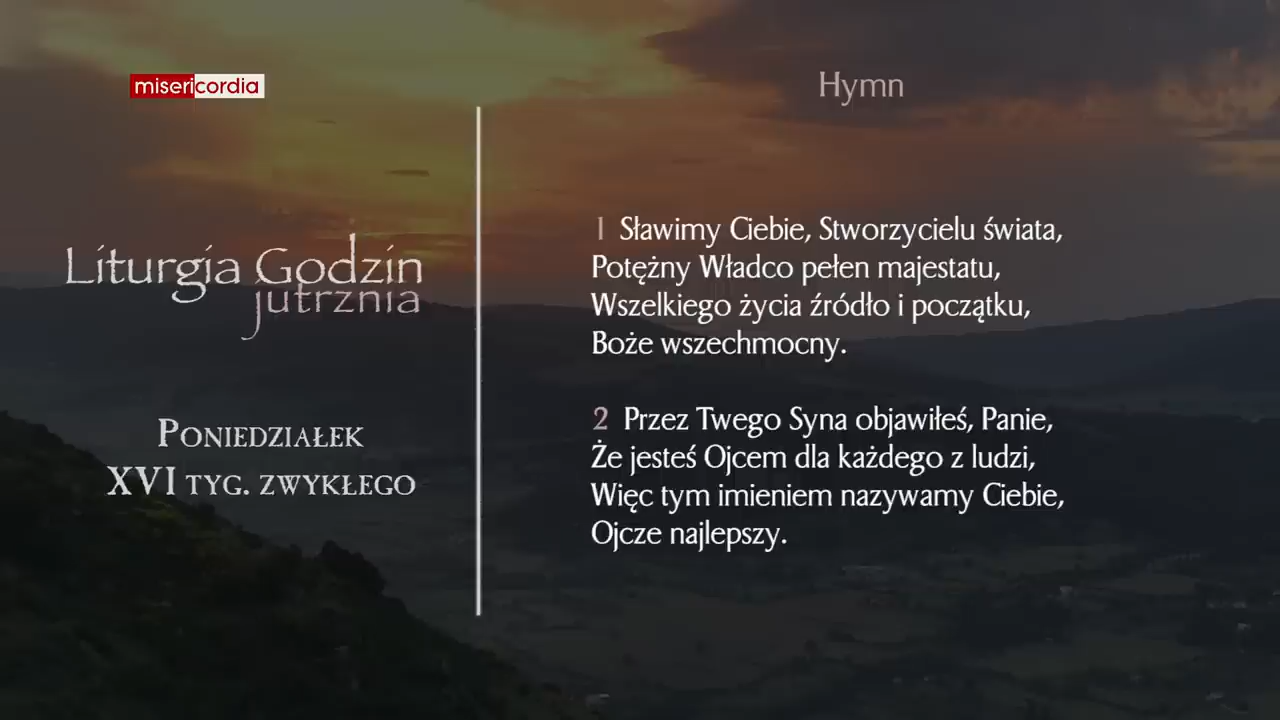 misericordia
Liturgia Godzin
jutrznia
Poniedziałek
XVI tyg. zwykłego
Hymn
1 Sławimy Ciebie, Stworzycielu świata,
Potężny Władco pełen majestatu,
Wszelkiego życia źródło i początku,
Boże wszechmocny.
2 Przez Twego Syna objawiłeś, Panie,
Że jesteś Ojcem dla każdego z ludzi,
Więc tym imieniem nazywamy Ciebie,
Ojcze najlepszy.